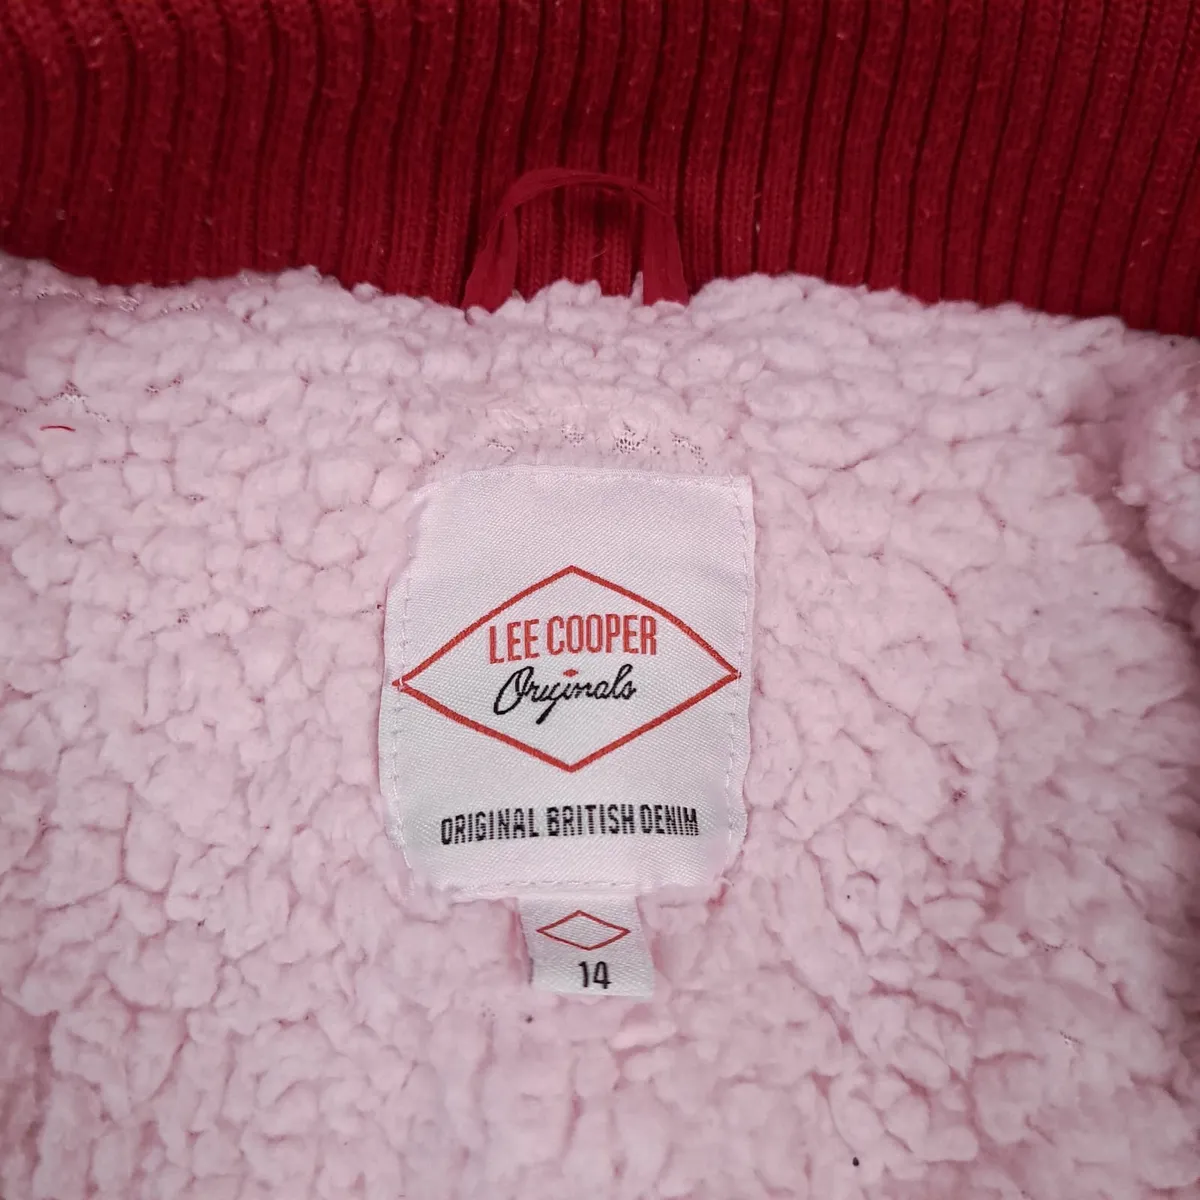 LEE COOPER
Originals
ORIGINAL BRITISH DENIM
14